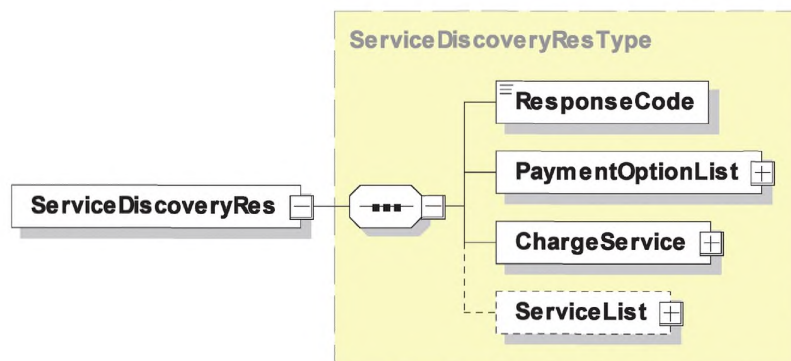 ServiceDiscoveryResType
ResponseCode
PaymentOptionList
ServiceDiscoveryRes
ChargeService
ServiceList